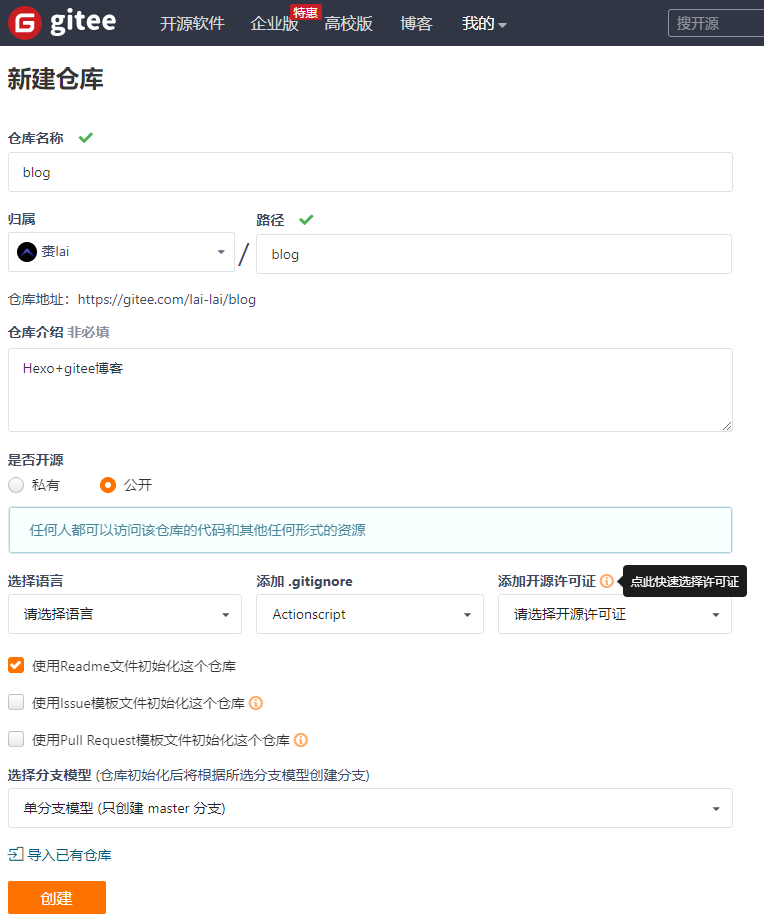 gitee 开源软件 企业版 特惠 高校版 博客 我的 搜开源
新建仓库
仓库名称
blog
归属 路径
lai / blog
仓库地址：https://gitee.com/lai-lai/blog
仓库介绍 非必填
Hexo+gitee博客
是否开源
私有 公开
任何人都可以访问该仓库的代码和其他任何形式的资源
选择语言 添加 .gitignore 添加开源许可证 点此快速选择许可证
请选择语言 Actionscript 请选择开源许可证
使用Readme文件初始化这个仓库
使用Issue模板文件初始化这个仓库
使用Pull Request模板文件初始化这个仓库
选择分支模型 (仓库初始化后将根据所选分支模型创建分支)
单分支模型 (只创建 master 分支)
导入已有仓库
创建